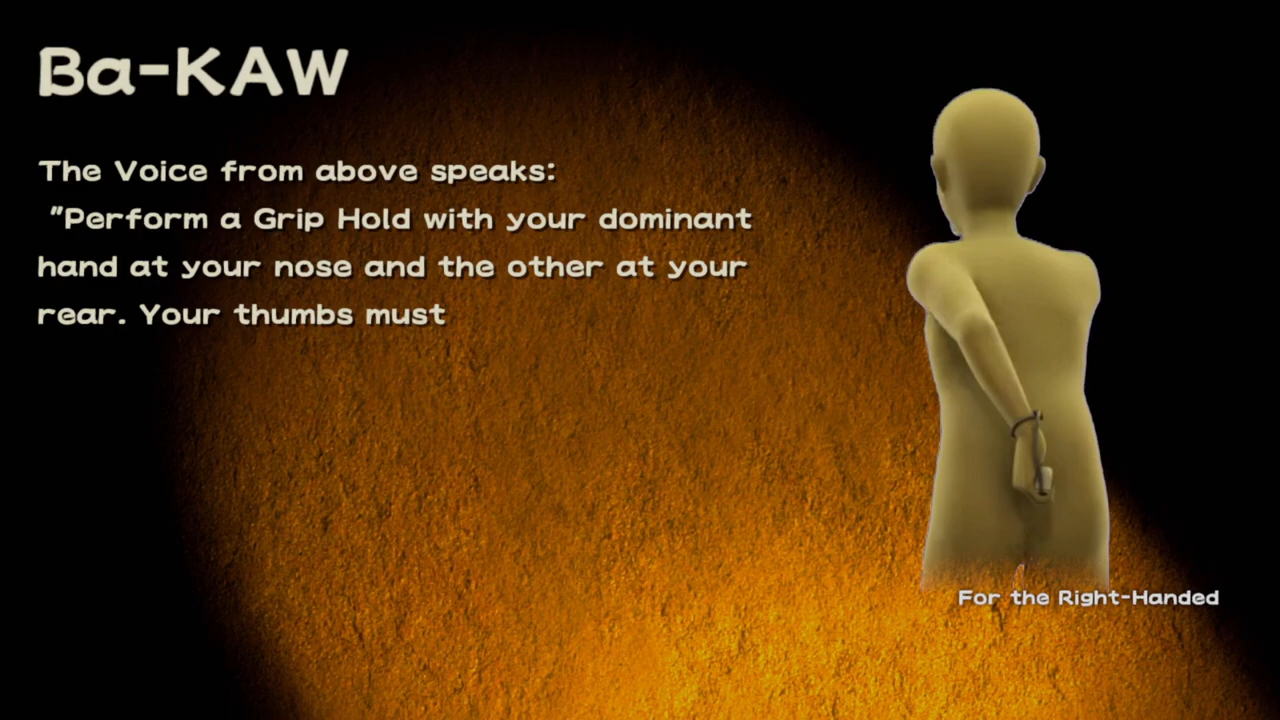 Ba-KAW
The Voice from above speaks:
"Perform a Grip Hold with your dominant
hand at your nose and the other at your
rear. Your thumbs must
For the Right-Handed